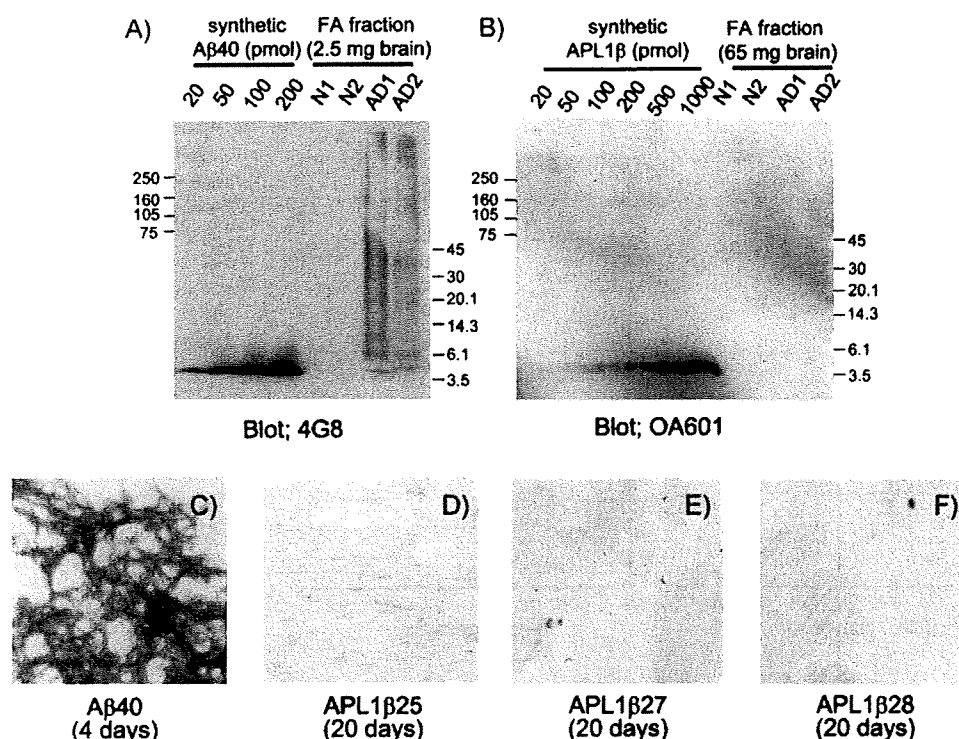 A)
synthetic
Aβ40 (pmol)
FA fraction
(2.5 mg brain)
20 50 100 200 N1 N2 AD1 AD2
250
160
105
75
45
30
20.1
14.3
6.1
3.5
Blot; 4G8
B)
synthetic
APL1β (pmol)
FA fraction
(65 mg brain)
20 50 100 200 500 1000 N1 N2 AD1 AD2
250
160
105
75
45
30
20.1
14.3
6.1
3.5
Blot; OA601
C)
Aβ40
(4 days)
D)
APL1β25
(20 days)
E)
APL1β27
(20 days)
F)
APL1β28
(20 days)